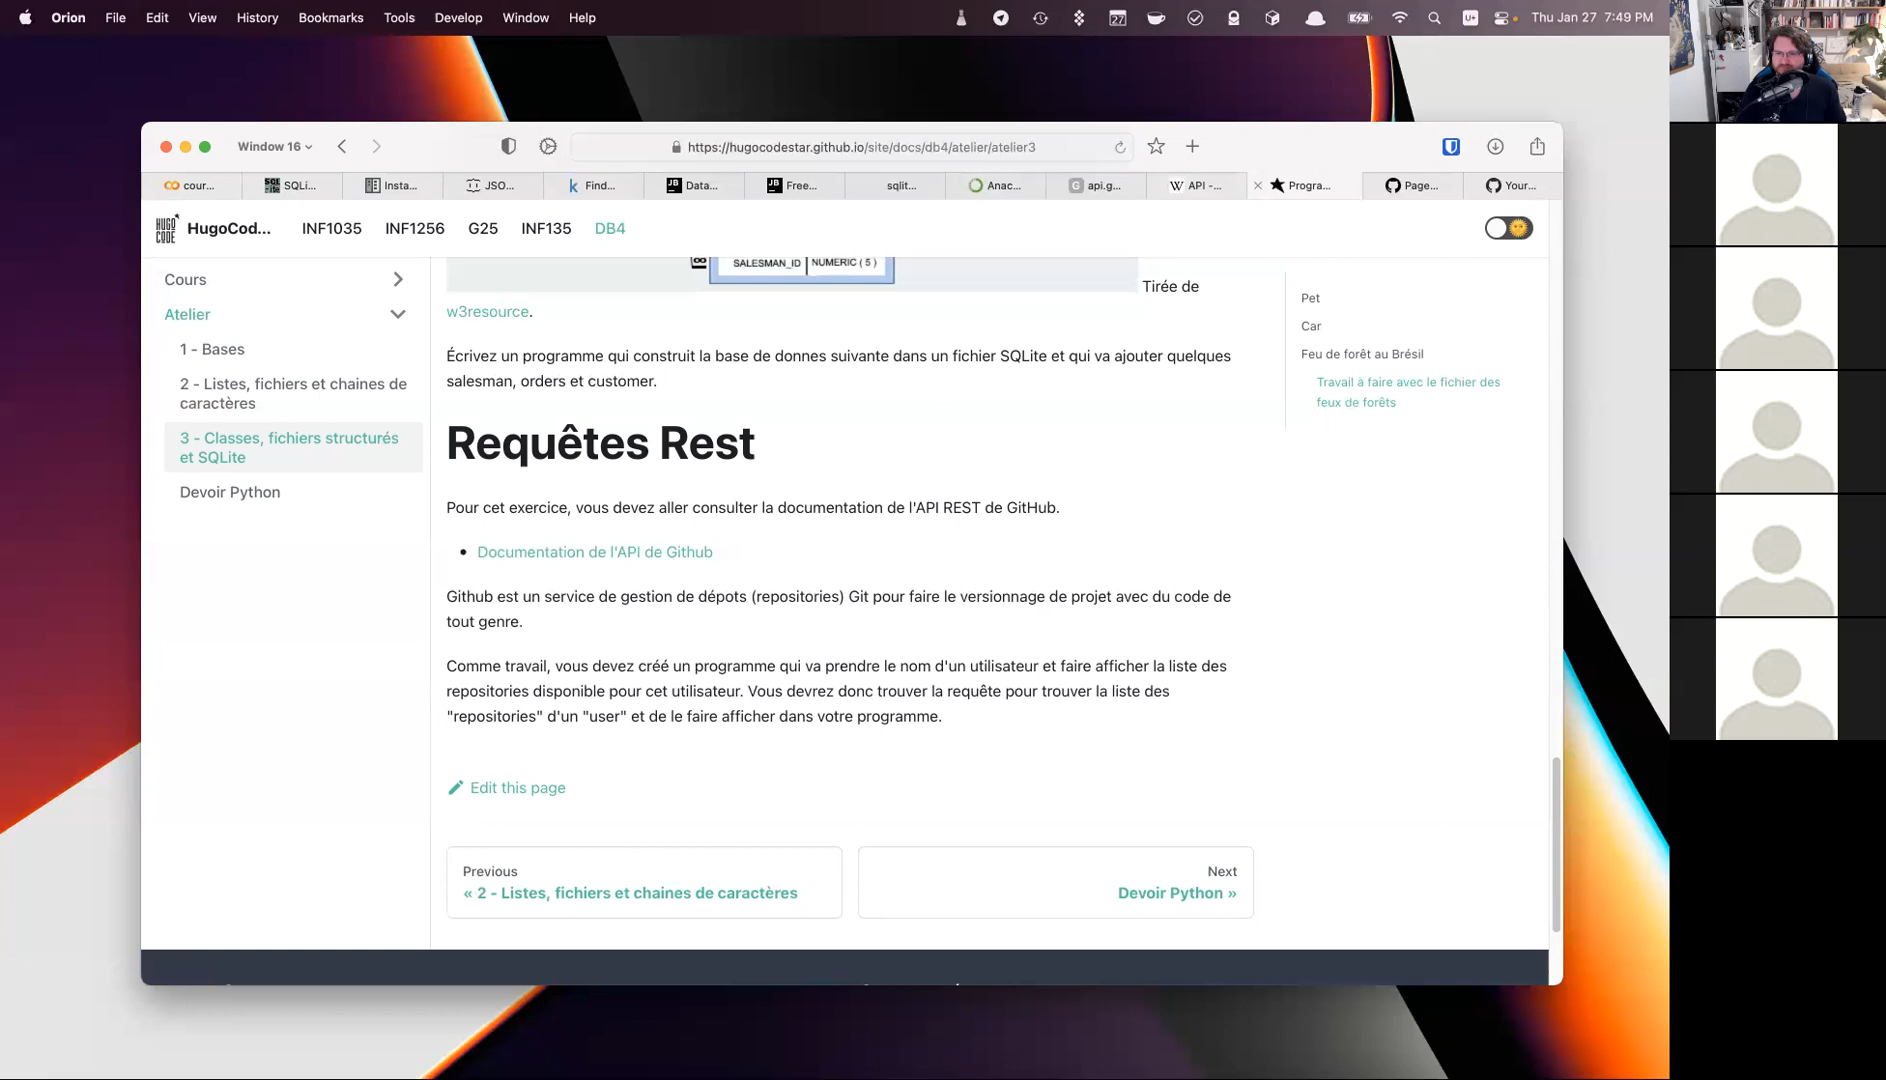 Orion File Edit View History Bookmarks Tools Develop Window Help 27 U+ Thu Jan 27 7:49 PM
Window 16 https://hugocodestar.github.io/site/docs/db4/atelier/atelier3
cour... SQLi... Insta... JSO... Find... Data... Free... sqlit... Anac... api.g... API -... Progra... Page... Your...
HUGO CODE HugoCod... INF1035 INF1256 G25 INF135 DB4
Cours
Atelier
1 - Bases
2 - Listes, fichiers et chaines de
caractères
3 - Classes, fichiers structurés
et SQLite
Devoir Python
SALESMAN_ID NUMERIC ( 5 )
Tirée de
w3resource.
Écrivez un programme qui construit la base de donnes suivante dans un fichier SQLite et qui va ajouter quelques
salesman, orders et customer.
Requêtes Rest
Pour cet exercice, vous devez aller consulter la documentation de l'API REST de GitHub.
Documentation de l'API de Github
Github est un service de gestion de dépots (repositories) Git pour faire le versionnage de projet avec du code de
tout genre.
Comme travail, vous devez créé un programme qui va prendre le nom d'un utilisateur et faire afficher la liste des
repositories disponible pour cet utilisateur. Vous devrez donc trouver la requête pour trouver la liste des
"repositories" d'un "user" et de le faire afficher dans votre programme.
Edit this page
Previous
« 2 - Listes, fichiers et chaines de caractères
Next
Devoir Python »
Pet
Car
Feu de forêt au Brésil
Travail à faire avec le fichier des
feux de forêts